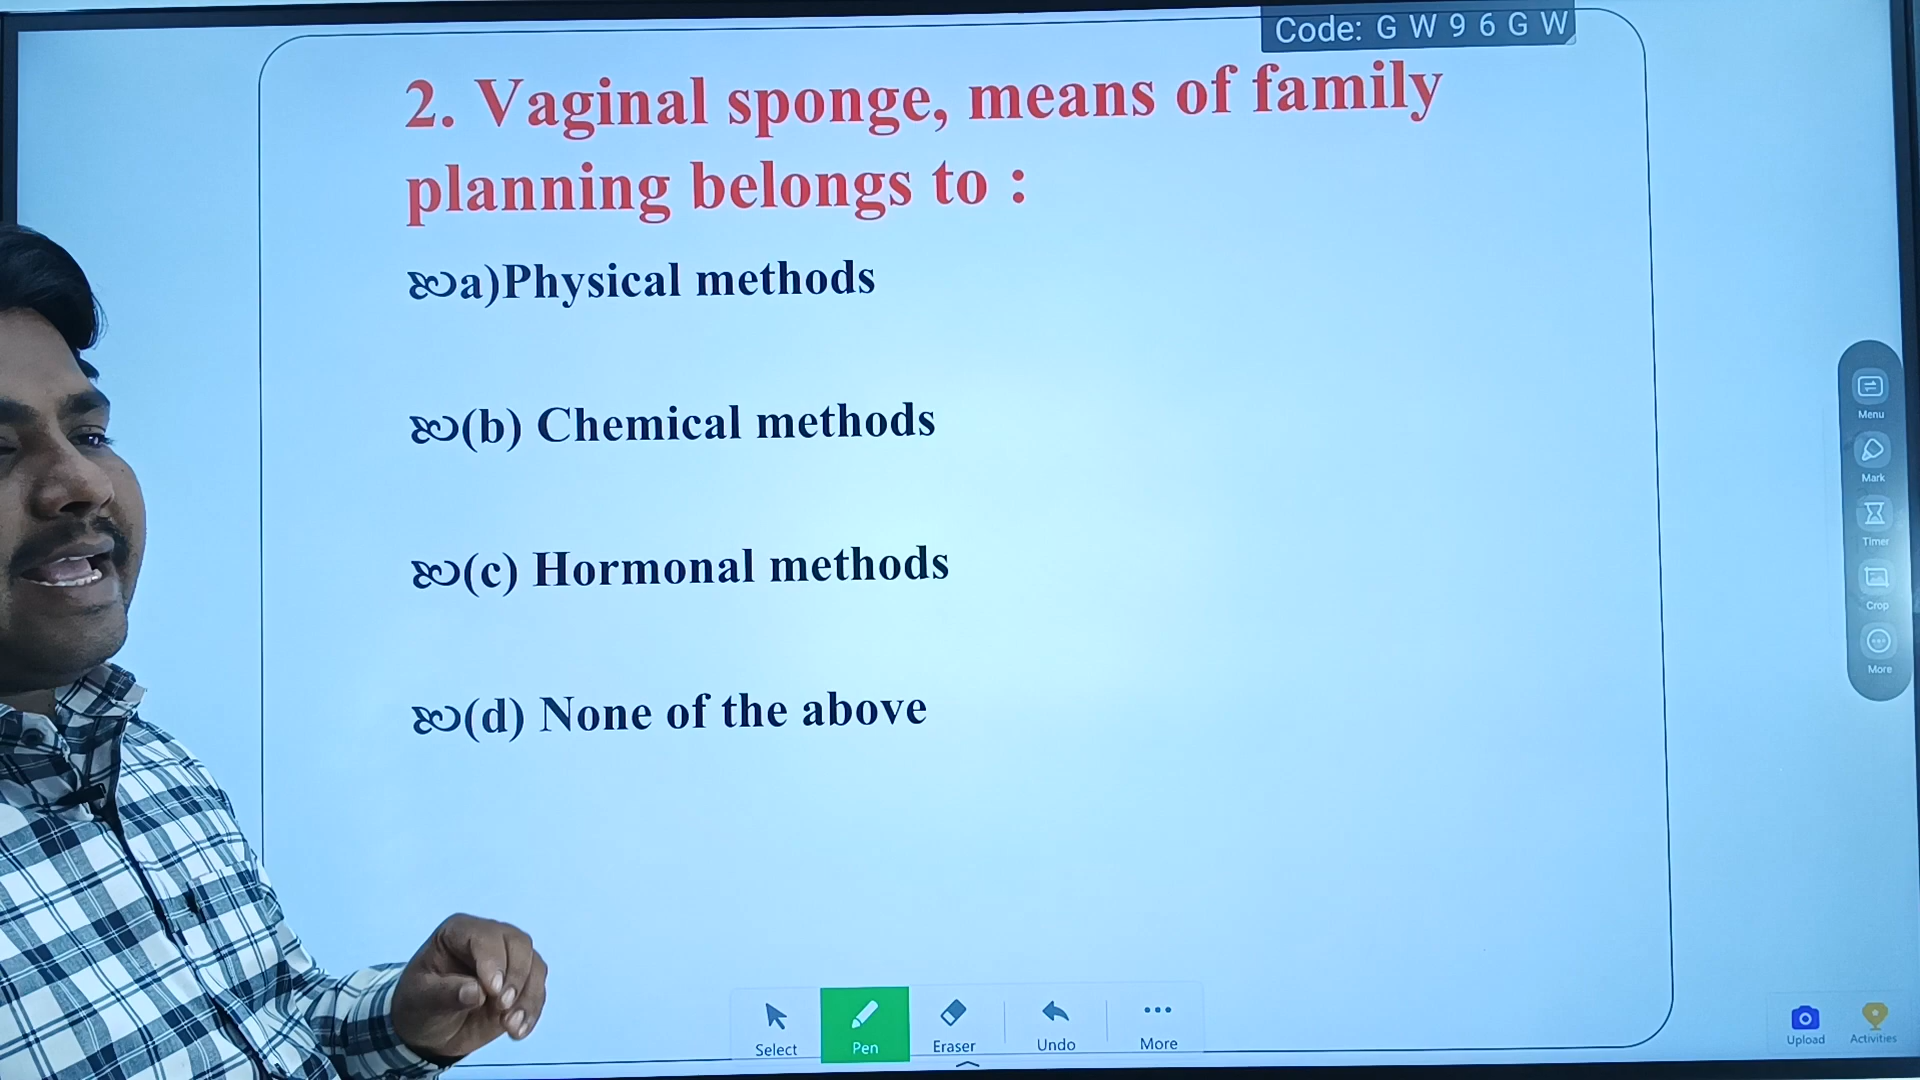 Code: G W 9 6 G W
2. Vaginal sponge, means of family
planning belongs to :
a)Physical methods
(b) Chemical methods
(c) Hormonal methods
(d) None of the above
Menu
Mark
Timer
Crop
More
Select
Pen
Eraser
Undo
More
Upload
Activities